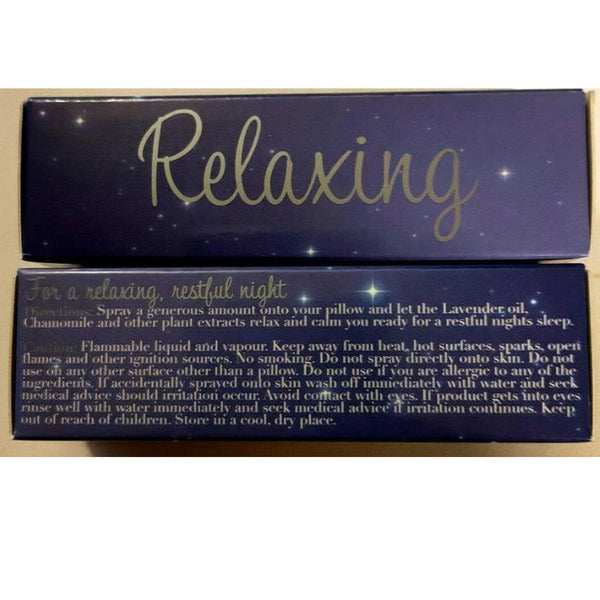 Relaxing
For a relaxing, restful night
Directions: Spray a generous amount onto your pillow and let the Lavender oil,
Chamomile and other plant extracts relax and calm you ready for a restful nights sleep.
Caution: Flammable liquid and vapour. Keep away from heat, hot surfaces, sparks, open
flames and other ignition sources. No smoking. Do not spray directly onto skin. Do not
use on any other surface other than a pillow. Do not use if you are allergic to any of the
ingredients. If accidentally sprayed onto skin wash off immediately with water and seek
medical advice should irritation occur. Avoid contact with eyes. If product gets into eyes
rinse well with water immediately and seek medical advice if irritation continues. Keep
out of reach of children. Store in a cool, dry place.